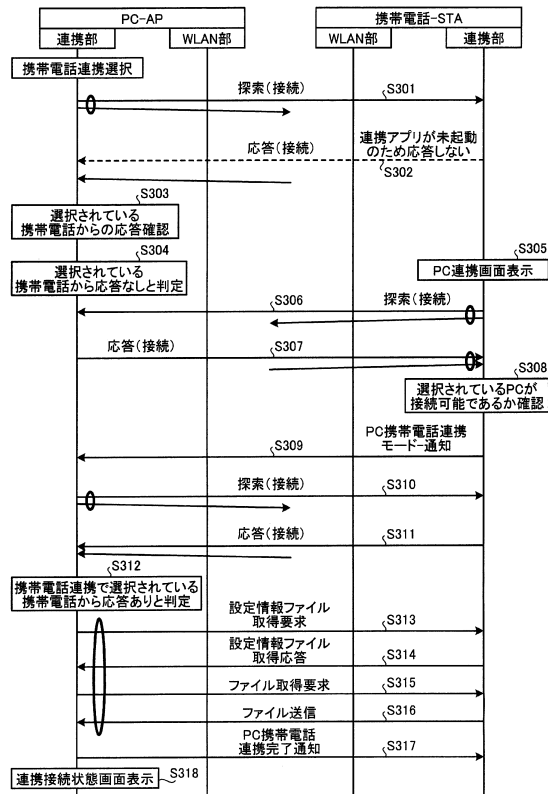 PC-AP
携帯電話-STA
連携部
WLAN部
WLAN部
連携部
携帯電話連携選択
探索(接続)
S301
応答(接続)
連携アプリが未起動
のため応答しない
S302
S303
選択されている
携帯電話からの応答確認
S304
選択されている
携帯電話から応答なしと判定
S305
PC連携画面表示
S306
探索(接続)
応答(接続)
S307
S308
選択されているPCが
接続可能であるか確認
S309
PC携帯電話連携
モード-通知
探索(接続)
S310
応答(接続)
S311
S312
携帯電話連携で選択されている
携帯電話から応答ありと判定
設定情報ファイル
取得要求
S313
設定情報ファイル
取得応答
S314
ファイル取得要求
S315
ファイル送信
S316
PC携帯電話
連携完了通知
S317
連携接続状態画面表示
S318